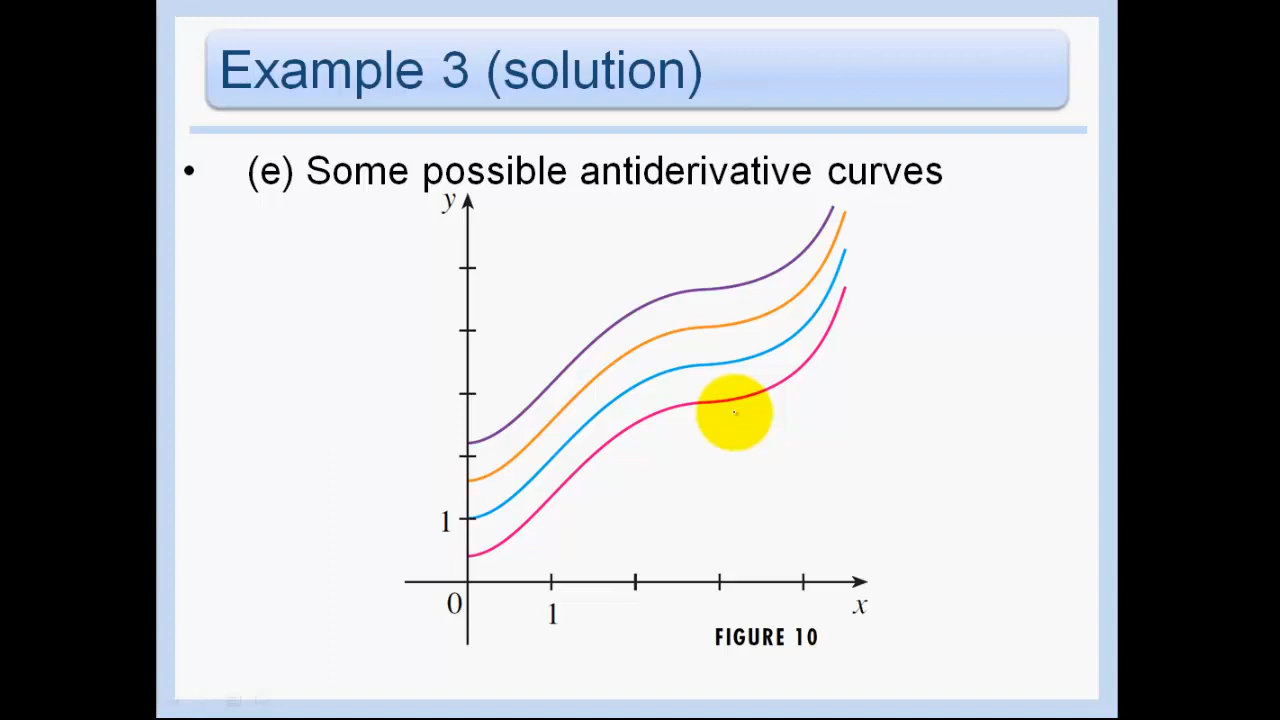 Example 3 (solution)
• (e) Some possible antiderivative curves
y
1
0
1
x
FIGURE 10